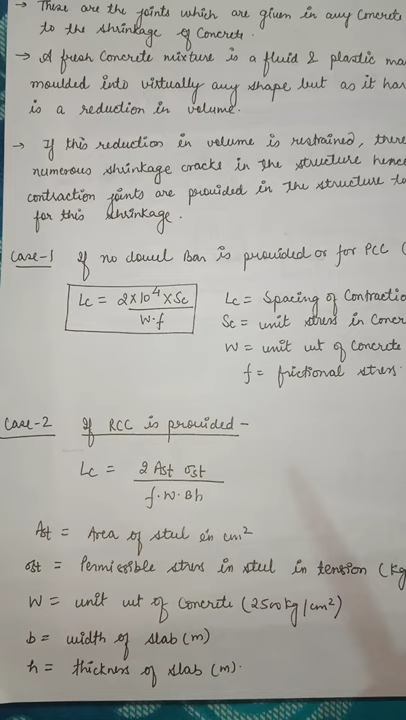 → These are the joints which are given in any Concrete
to the shrinkage of Concrete.
→ A fresh Concrete mixture is a fluid & plastic
moulded into virtually any shape but as it
is a reduction in volume.
→ If this reduction in volume is restrained, there
numerous shrinkage cracks in the structure hence
contraction joints are provided in the structure to
for this shrinkage.
Case-1 If no dowel Bar is provided or for PCC (
Lc = 2×10⁴×Sc / W·f
Lc = Spacing of
Sc = unit stress in
W = unit wt of Concrete
f = frictional stress.
Case-2 If RCC is provided -
Lc = 2 Ast σst / f·W·Bh
Ast = Area of steel in cm²
σst = Permissible stress in steel in tension (kg
W = unit wt of Concrete (2500kg/cm²)
b = width of slab (m)
h = thickness of slab (m).